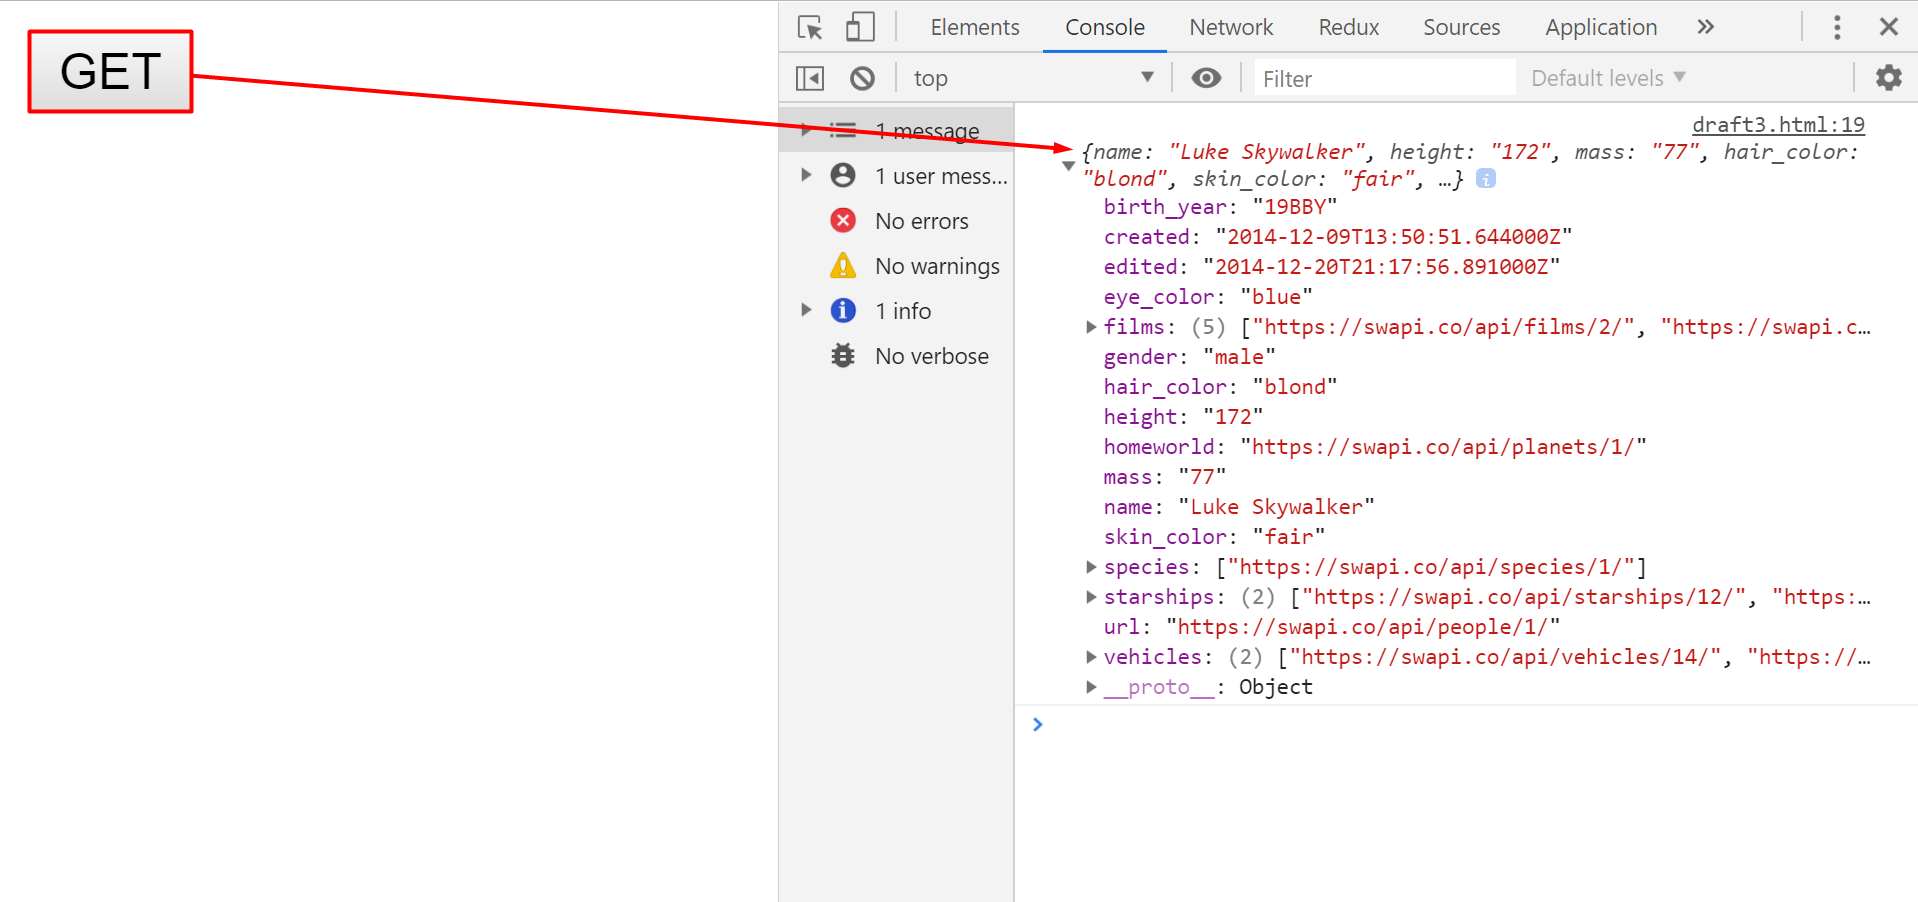 GET
Elements Console Network Redux Sources Application »
top Filter Default levels
1 message
1 user mess...
No errors
No warnings
1 info
No verbose
draft3.html:19
{name: "Luke Skywalker", height: "172", mass: "77", hair_color:
"blond", skin_color: "fair", …}
birth_year: "19BBY"
created: "2014-12-09T13:50:51.644000Z"
edited: "2014-12-20T21:17:56.891000Z"
eye_color: "blue"
films: (5) ["https://swapi.co/api/films/2/", "https://swapi.c…
gender: "male"
hair_color: "blond"
height: "172"
homeworld: "https://swapi.co/api/planets/1/"
mass: "77"
name: "Luke Skywalker"
skin_color: "fair"
species: ["https://swapi.co/api/species/1/"]
starships: (2) ["https://swapi.co/api/starships/12/", "https:…
url: "https://swapi.co/api/people/1/"
vehicles: (2) ["https://swapi.co/api/vehicles/14/", "https://…
__proto__: Object